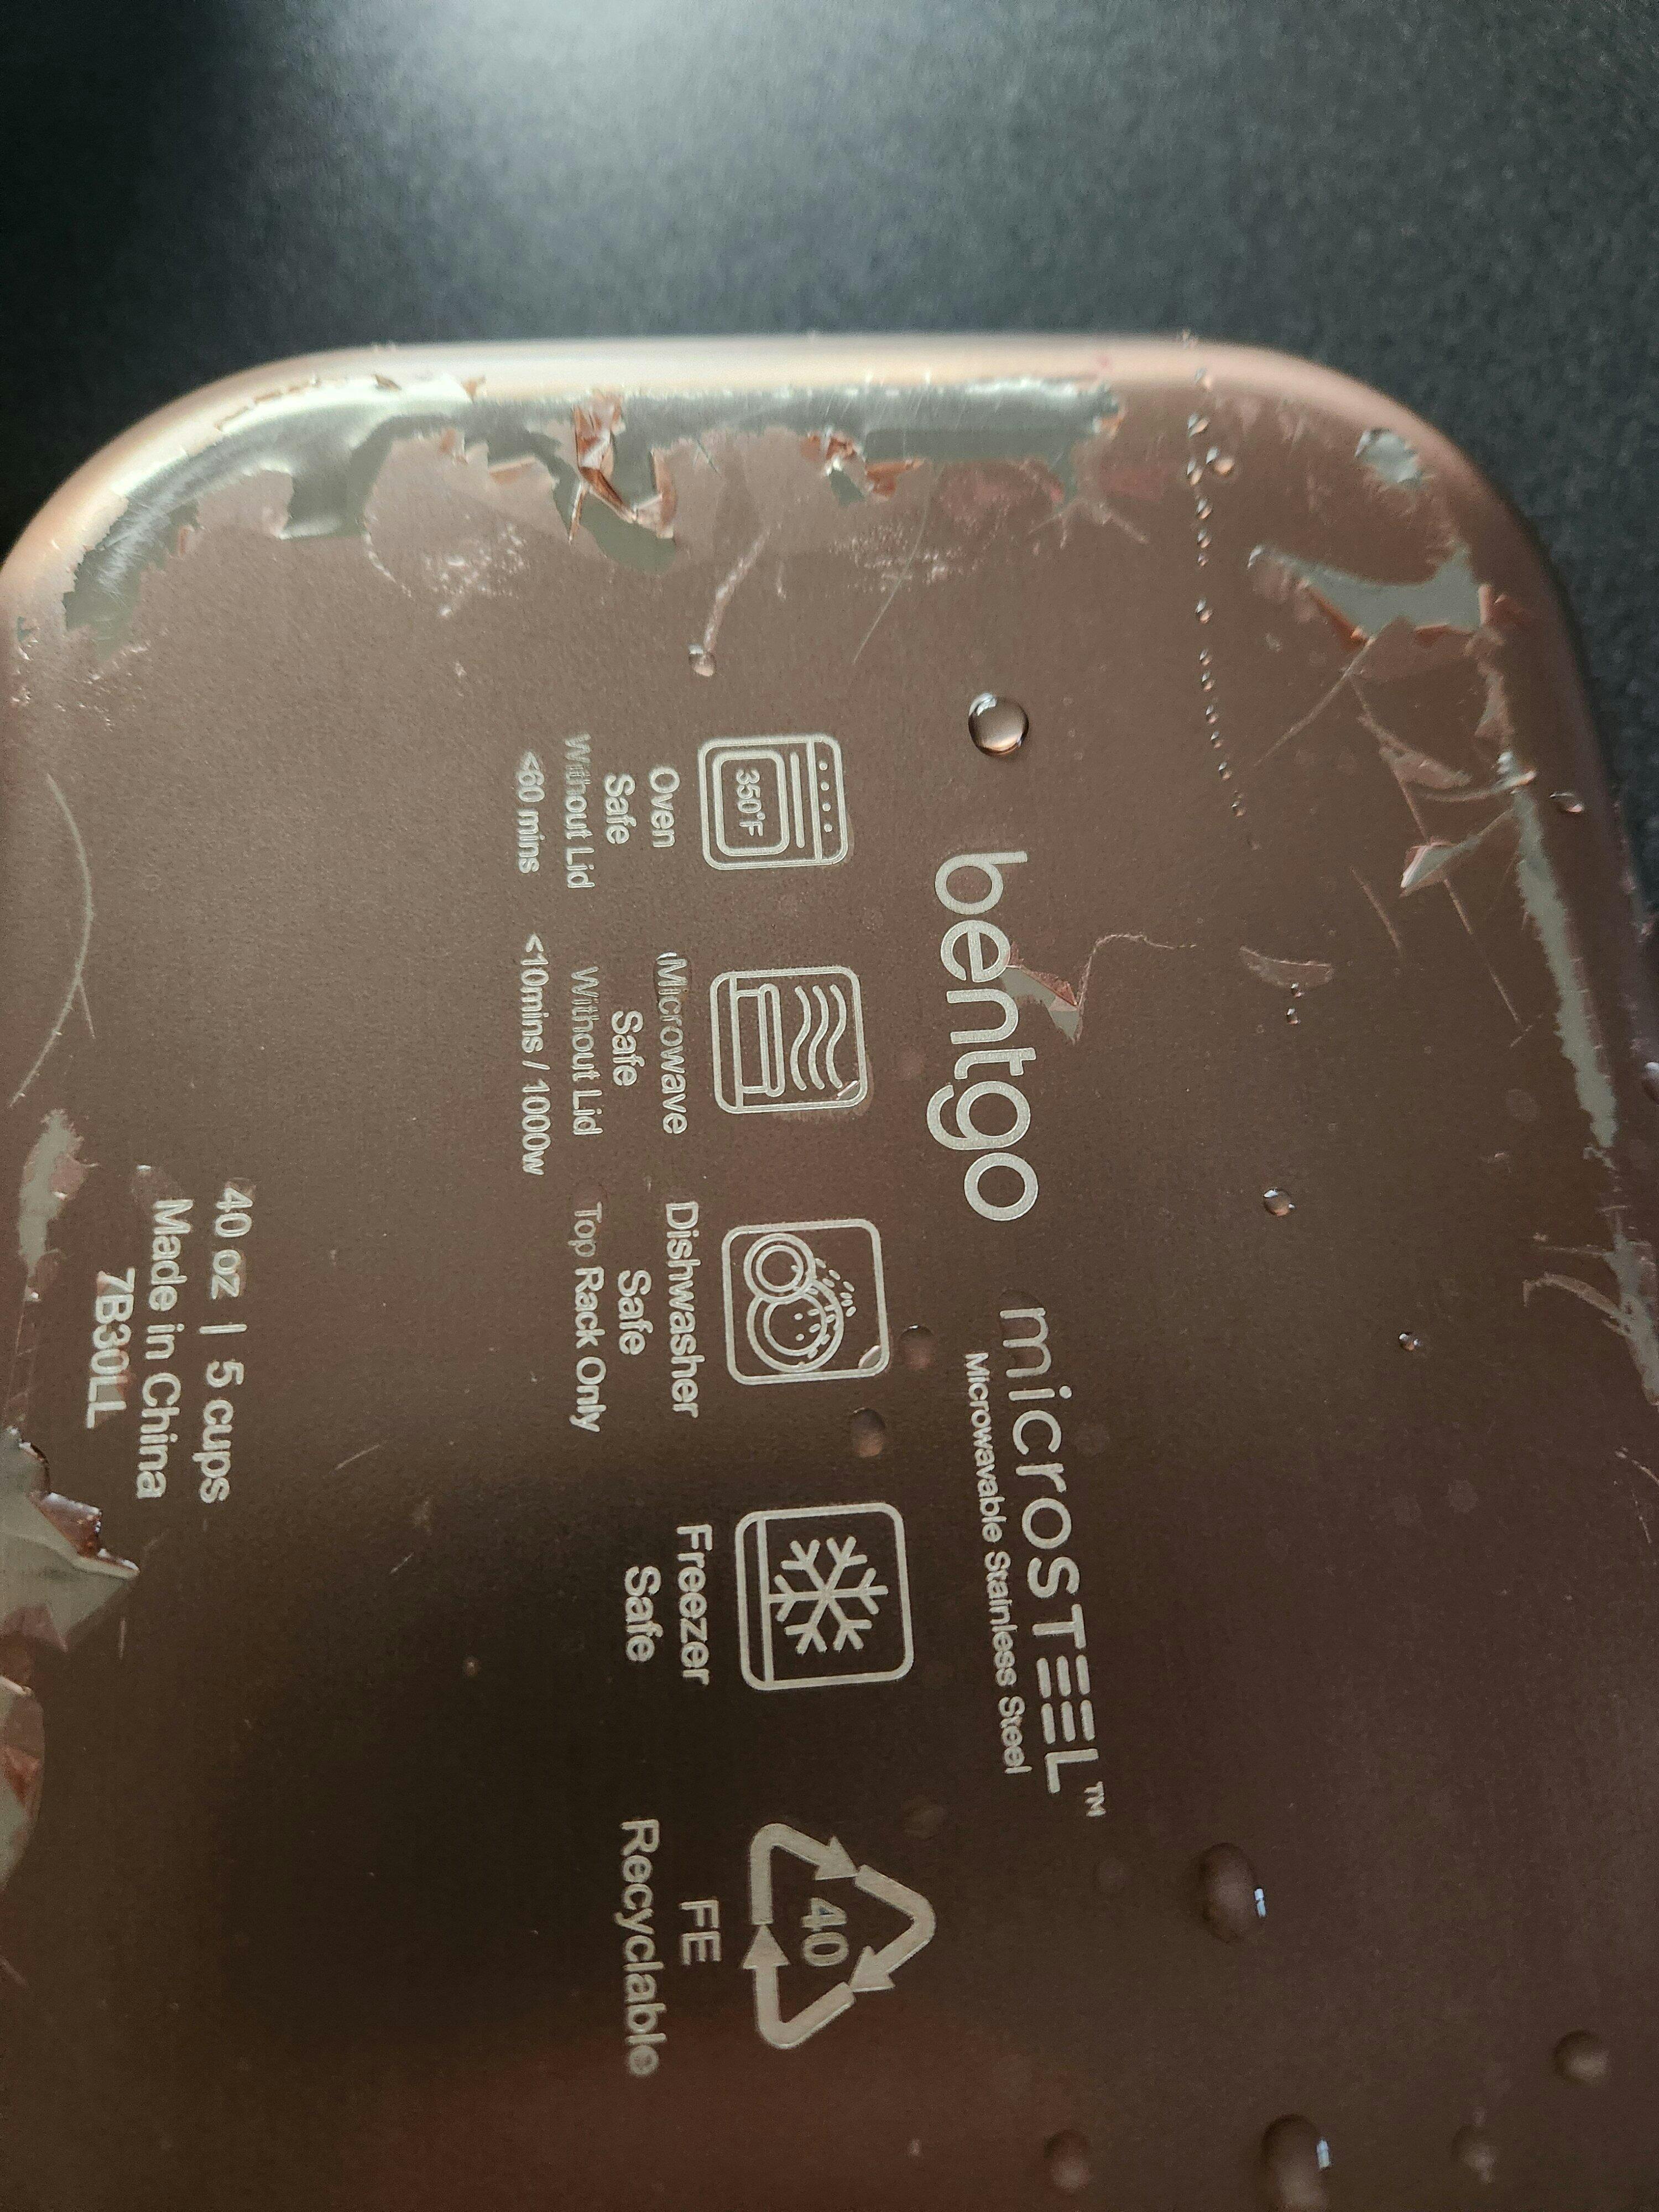 bentgo
microSTEEL™
Microwavable Stainless Steel
350°F
Oven
Safe
Without Lid
<60 mins
Microwave
Safe
Without Lid
<10mins / 1000w
Dishwasher
Safe
Top Rack Only
Freezer
Safe
40
FE
Recyclable
40 oz | 5 cups
Made in China
7B30LL